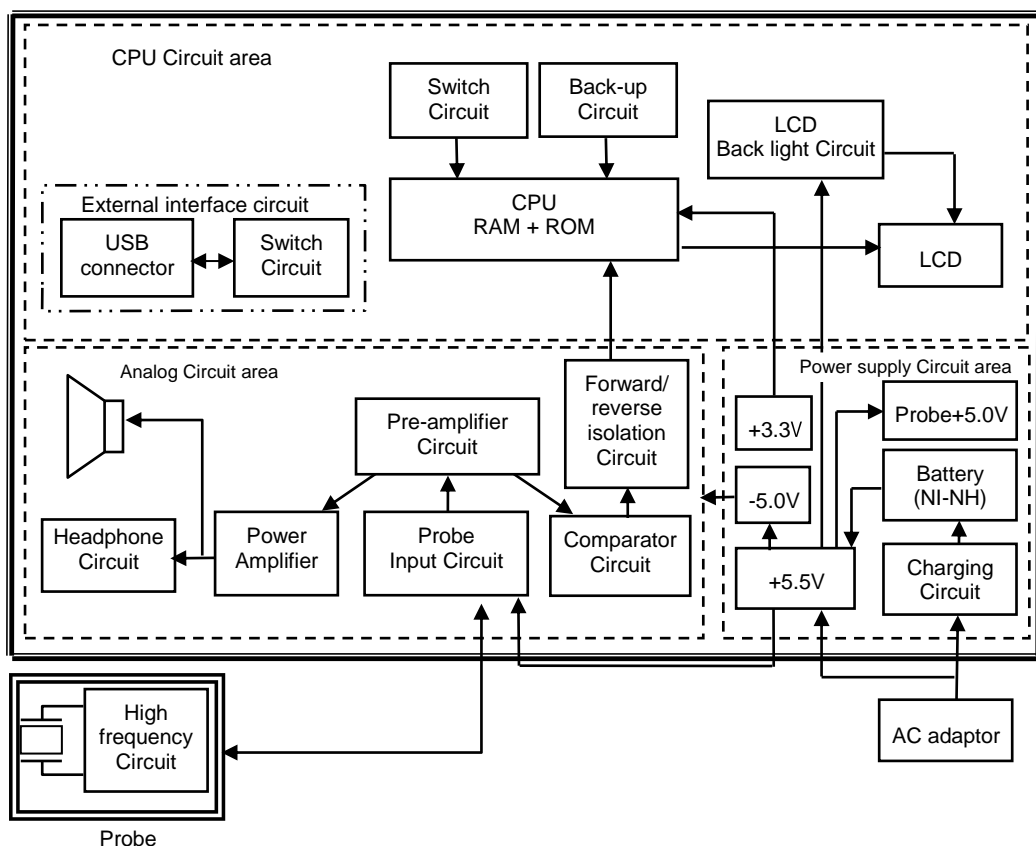 CPU Circuit area
Switch
Circuit
Back-up
Circuit
LCD
Back light Circuit
External interface circuit
USB
connector
Switch
Circuit
CPU
RAM + ROM
LCD
Analog Circuit area
Pre-amplifier
Circuit
Forward/
reverse
isolation
Circuit
Headphone
Circuit
Power
Amplifier
Probe
Input Circuit
Comparator
Circuit
Power supply Circuit area
+3.3V
Probe+5.0V
-5.0V
Battery
(NI-NH)
+5.5V
Charging
Circuit
High
frequency
Circuit
AC adaptor
Probe